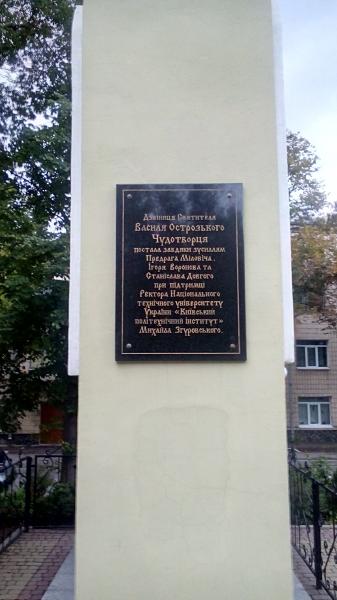 Дзвіниця Святителя
Василя Острозького
Чудотворця
постала завдяки зусиллям
Предрага Міловіча,
Ігоря Воронова та
Станіслава Довгого
при підтримці
Ректора Національного
технічного університету
України «Київський
політехнічний інститут»
Михайла Згуровського.